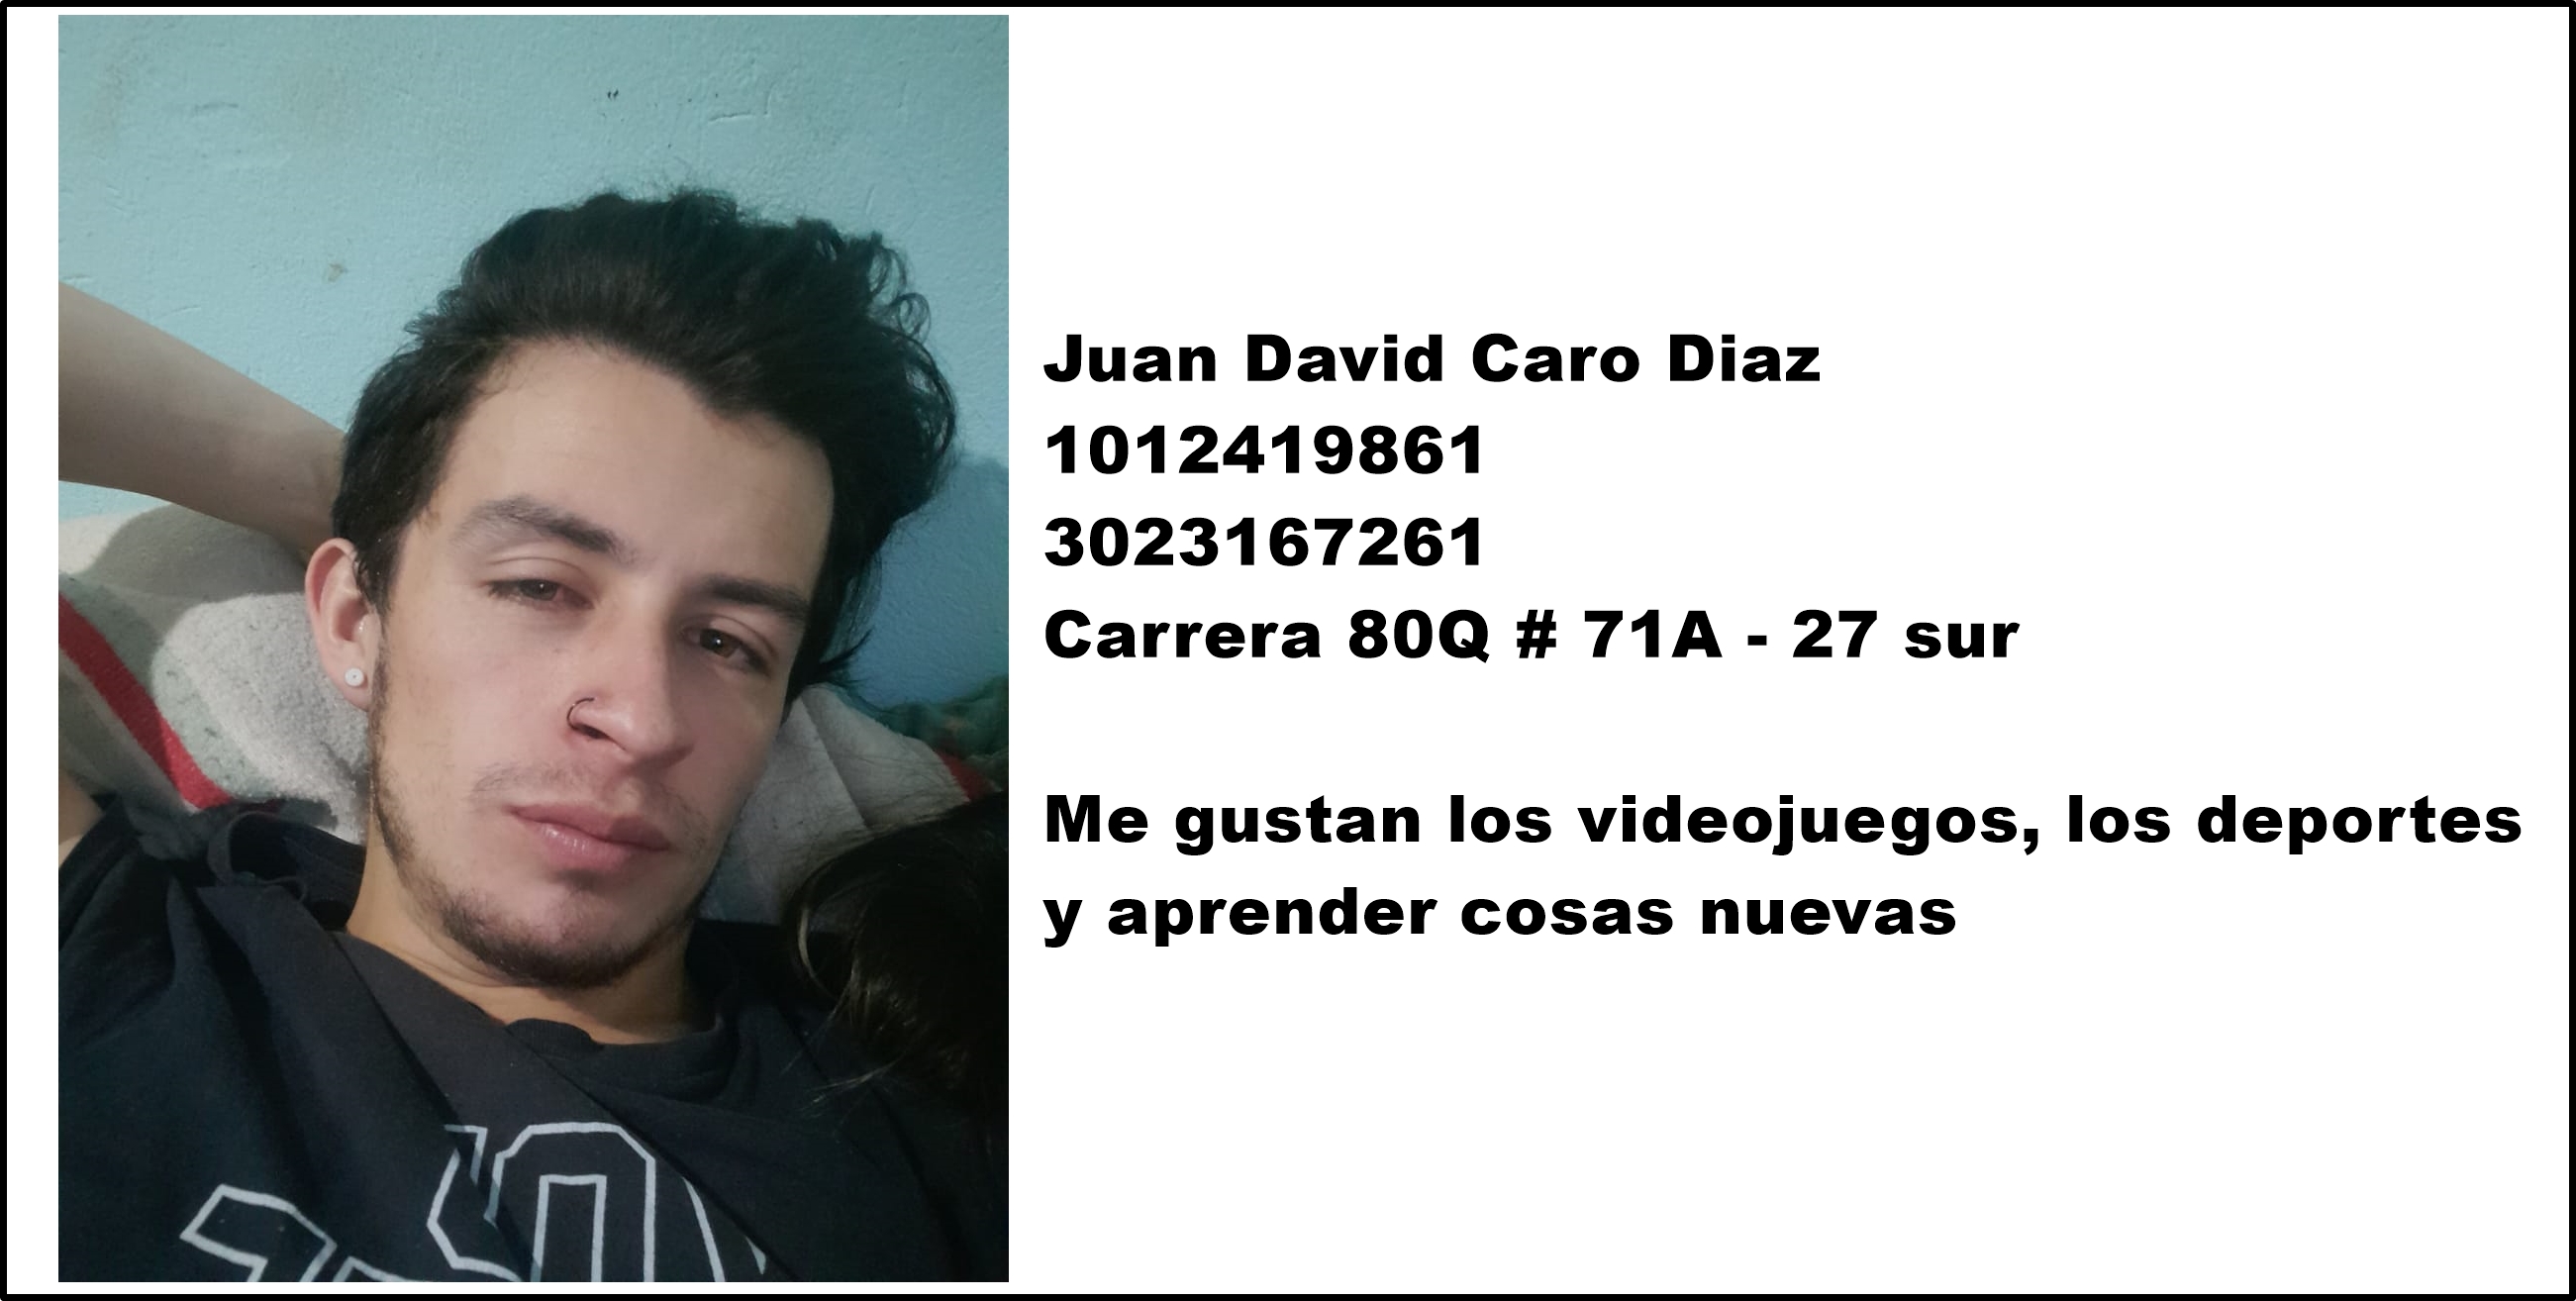 Juan David Caro Diaz
1012419861
3023167261
Carrera 80Q # 71A - 27 sur
Me gustan los videojuegos, los deportes
y aprender cosas nuevas